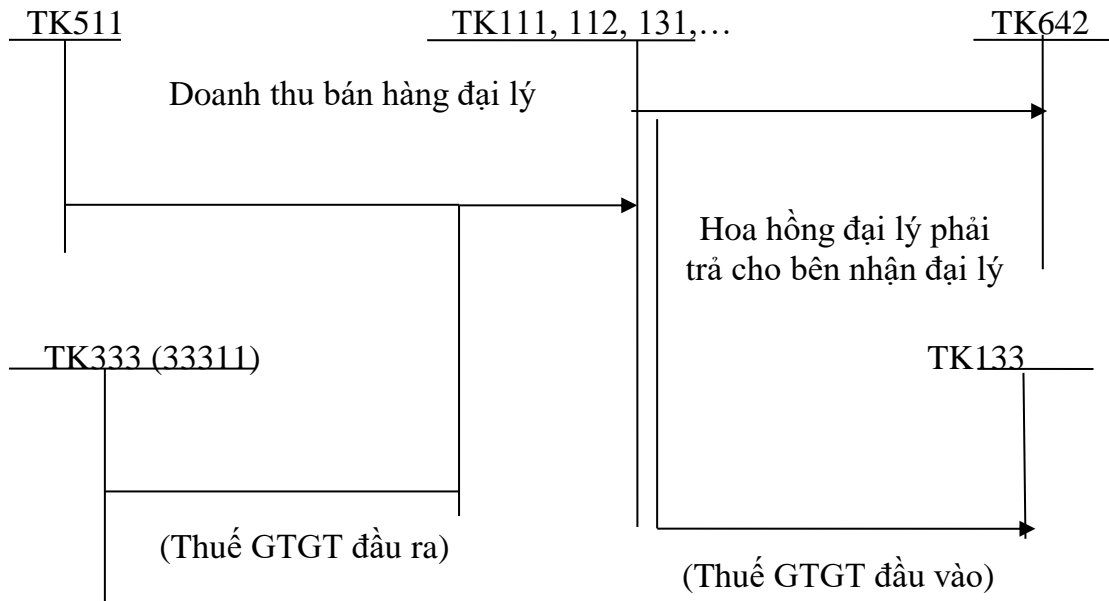 TK511
TK111, 112, 131,…
TK642
Doanh thu bán hàng đại lý
Hoa hồng đại lý phải
trả cho bên nhận đại lý
TK333 (33311)
TK133
(Thuế GTGT đầu ra)
(Thuế GTGT đầu vào)